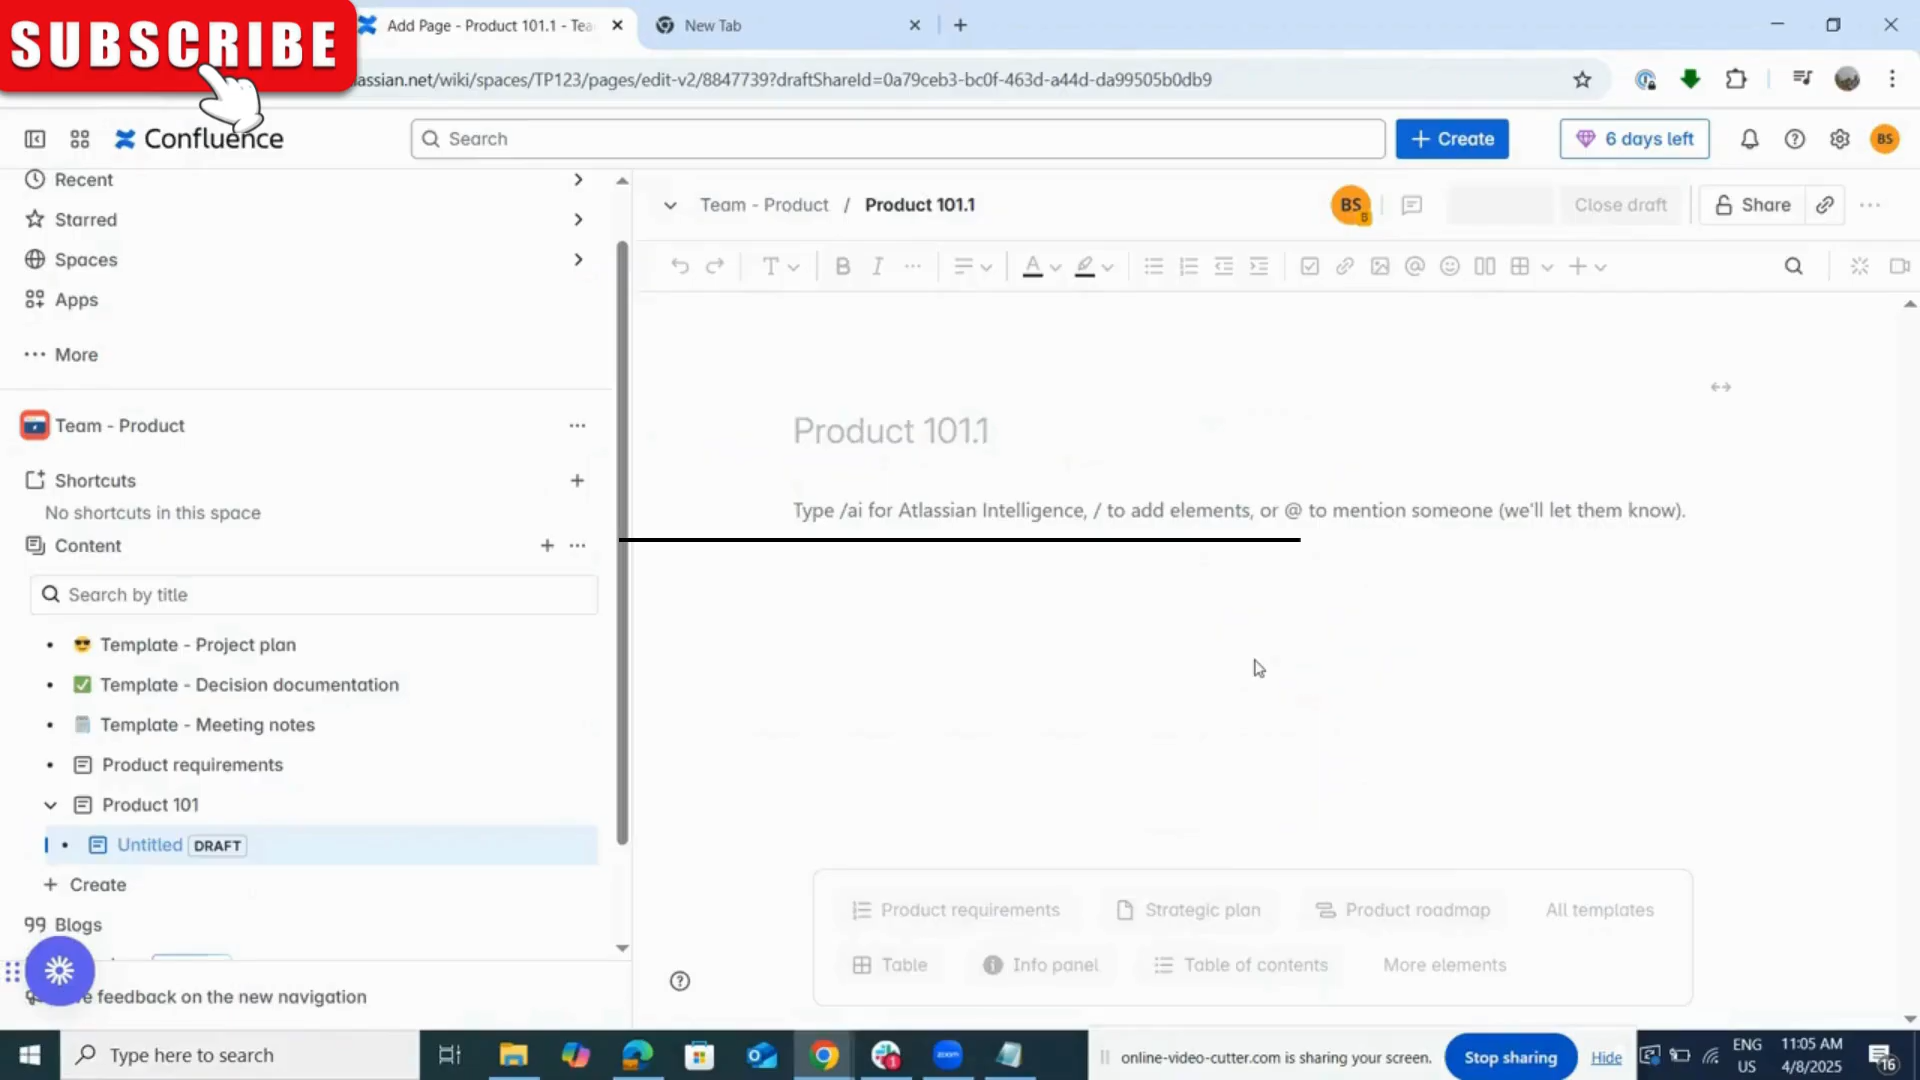 SUBSCRIBE
Add Page - Product 101.1 - Tea
New Tab
lassian.net/wiki/spaces/TP123/pages/edit-v2/8847739?draftShareId=0a79ceb3-bc0f-463d-a44d-da99505b0db9
Confluence
Search
Create
6 days left
BS
Recent
Starred
Spaces
Apps
More
Team - Product
Shortcuts
No shortcuts in this space
Content
Search by title
Template - Project plan
Template - Decision documentation
Template - Meeting notes
Product requirements
Product 101
Untitled DRAFT
Create
Blogs
feedback on the new navigation
Team - Product / Product 101.1
BS
Close draft
Share
Product 101.1
Type /ai for Atlassian Intelligence, / to add elements, or @ to mention someone (we'll let them know).
Product requirements
Strategic plan
Product roadmap
All templates
Table
Info panel
Table of contents
More elements
Type here to search
zoom
online-video-cutter.com is sharing your screen.
Stop sharing
Hide
ENG
US
11:05 AM
4/8/2025
16